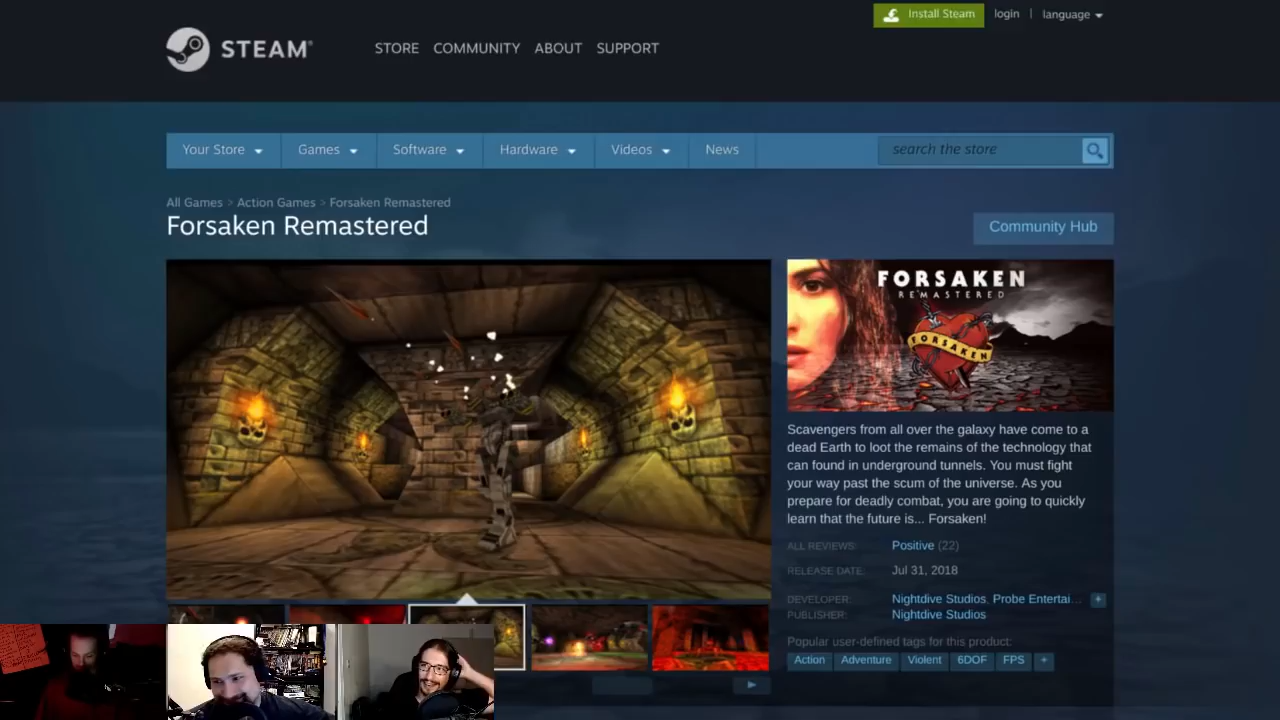 Install Steam
login
language
STEAM
STORE
COMMUNITY
ABOUT
SUPPORT
Your Store
Games
Software
Hardware
Videos
News
search the store
All Games > Action Games > Forsaken Remastered
Forsaken Remastered
Community Hub
FORSAKEN
REMASTERED
FORSAKEN
Scavengers from all over the galaxy have come to a
dead Earth to loot the remains of the technology that
can found in underground tunnels. You must fight
your way past the scum of the universe. As you
prepare for deadly combat, you are going to quickly
learn that the future is... Forsaken!
ALL REVIEWS: Positive (22)
RELEASE DATE: Jul 31, 2018
DEVELOPER: Nightdive Studios, Probe Entertai... +
PUBLISHER: Nightdive Studios
Popular user-defined tags for this product:
Action Adventure Violent 6DOF FPS +